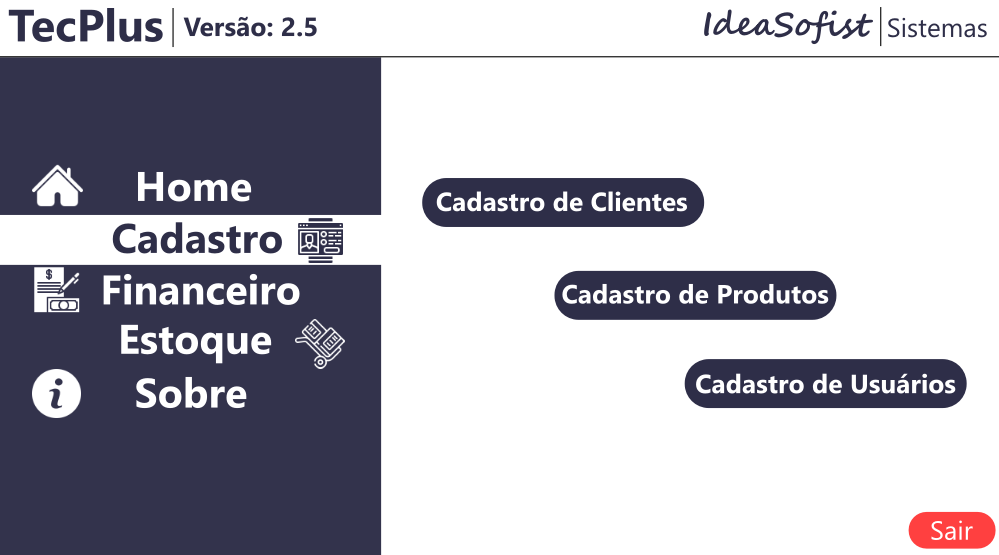 TecPlus Versão: 2.5
IdeaSofist Sistemas
Home
Cadastro
Financeiro
Estoque
Sobre
Cadastro de Clientes
Cadastro de Produtos
Cadastro de Usuários
Sair